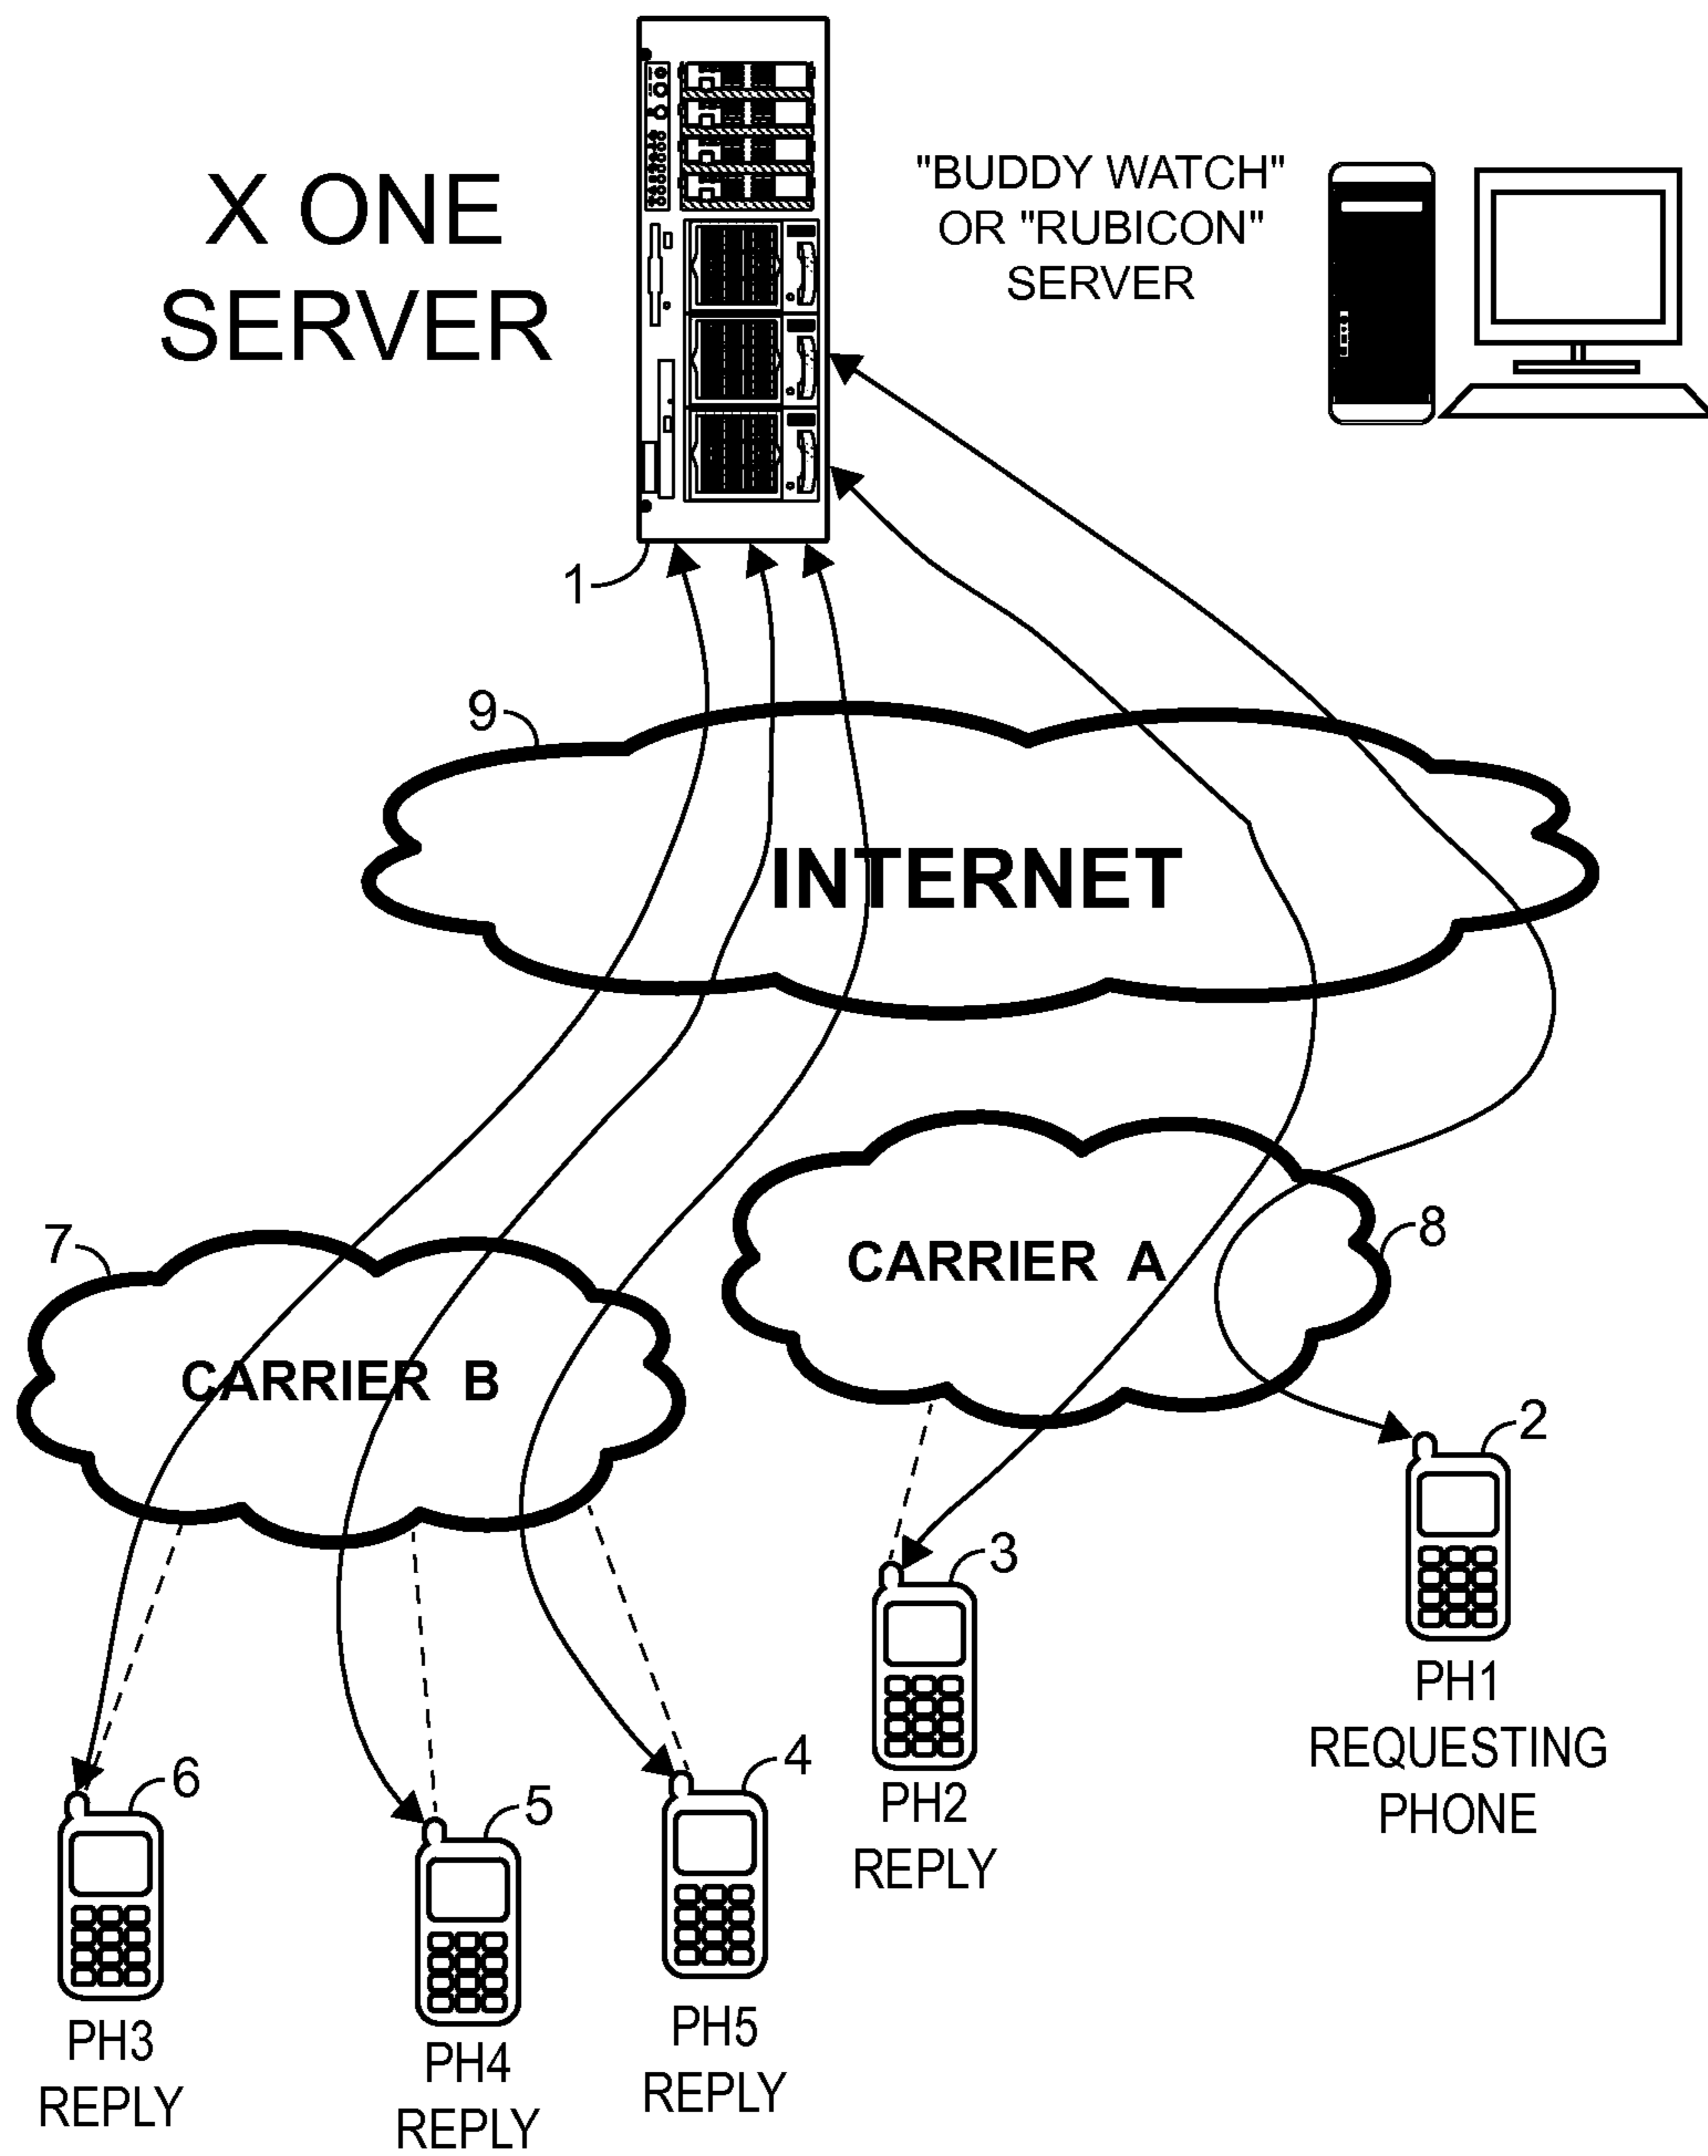 X ONE
SERVER
"BUDDY WATCH"
OR "RUBICON"
SERVER
1
9
INTERNET
7
CARRIER B
CARRIER A
8
2
3
PH1
REQUESTING
PHONE
4
PH2
REPLY
6
5
PH5
REPLY
PH3
REPLY
PH4
REPLY